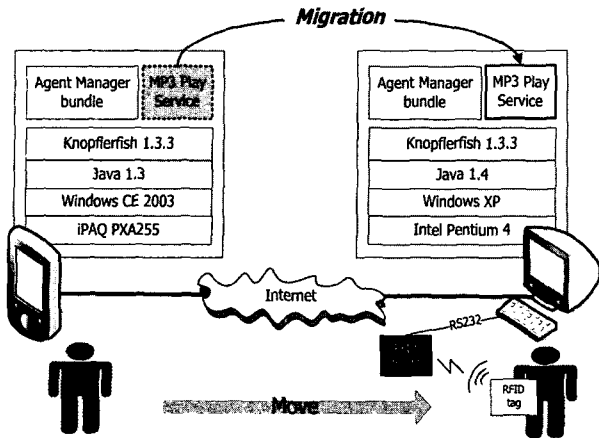 Migration
Agent Manager
bundle
MP3 Play
Service
Knopflerfish 1.3.3
Java 1.3
Windows CE 2003
iPAQ PXA255
Agent Manager
bundle
MP3 Play
Service
Knopflerfish 1.3.3
Java 1.4
Windows XP
Intel Pentium 4
Internet
RS232
RFID
tag
Move